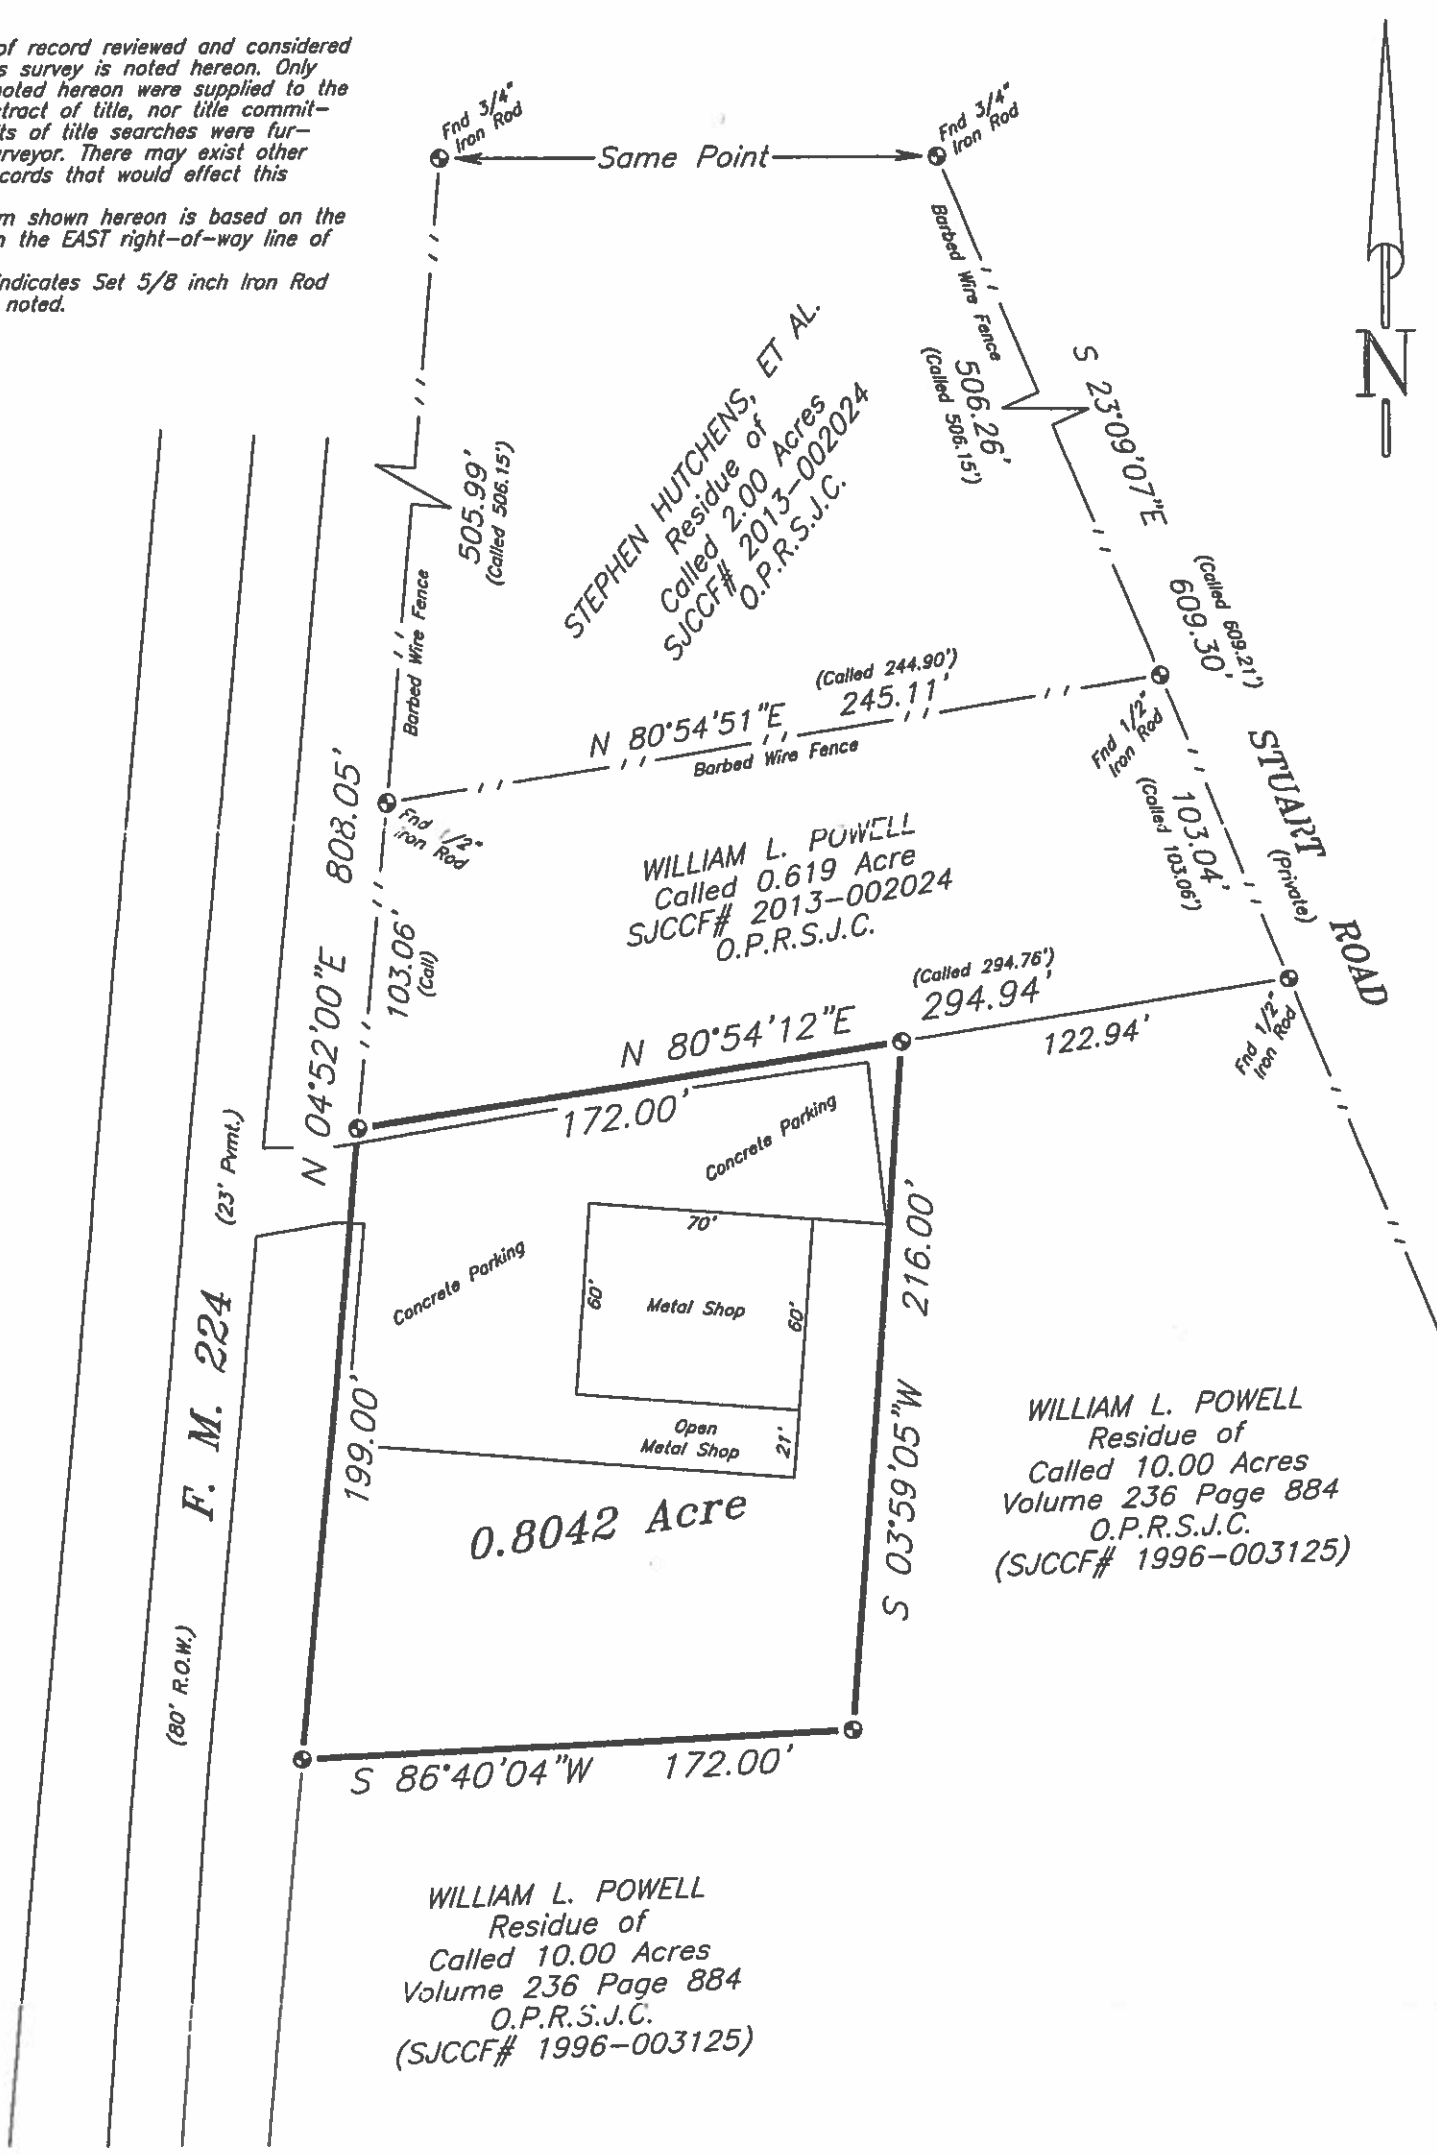 of record reviewed and considered
s survey is noted hereon. Only
noted hereon were supplied to the
tract of title, nor title commit-
ts of title searches were fur-
rveyor. There may exist other
cords that would effect this
m shown hereon is based on the
n the EAST right-of-way line of
indicates Set 5/8 inch Iron Rod
noted.
Fnd 3/4"
Iron Rod
Same Point
Fnd 3/4"
Iron Rod
N
Barbed Wire Fence
506.26'
(Called 506.15')
S 23°09'07"E
609.30'
(Called 609.21')
STEPHEN HUTCHENS, ET AL.
Residue of
Called 2.00 Acres
SJCCF# 2013-002024
O.P.R.S.J.C.
505.99'
(Called 506.15')
Barbed Wire Fence
N 80°54'51"E
(Called 244.90')
245.11'
Barbed Wire Fence
Fnd 1/2"
Iron Rod
Fnd 1/2"
Iron Rod
103.04'
(Called 103.06')
STUART ROAD
(Private)
WILLIAM L. POWELL
Called 0.619 Acre
SJCCF# 2013-002024
O.P.R.S.J.C.
N 04°52'00"E 808.05'
103.06'
(Call)
N 80°54'12"E
(Called 294.76')
294.94'
122.94'
Fnd 1/2"
Iron Rod
172.00'
Concrete Parking
Concrete Parking
70'
60'
Metal Shop
60'
Open
Metal Shop
21'
199.00'
0.8042 Acre
S 03°59'05"W 216.00'
F. M. 224
(23' Pvmt.)
(80' R.O.W.)
WILLIAM L. POWELL
Residue of
Called 10.00 Acres
Volume 236 Page 884
O.P.R.S.J.C.
(SJCCF# 1996-003125)
S 86°40'04"W 172.00'
WILLIAM L. POWELL
Residue of
Called 10.00 Acres
Volume 236 Page 884
O.P.R.S.J.C.
(SJCCF# 1996-003125)